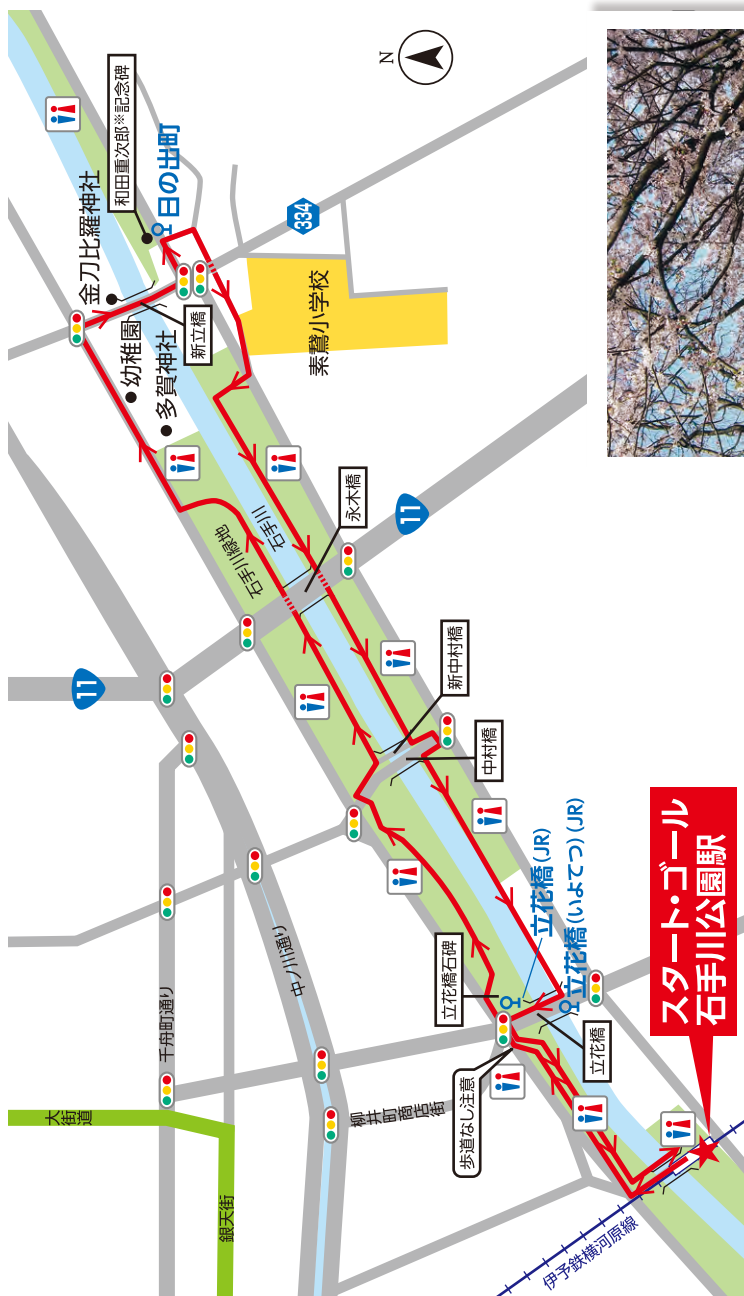 N
和田重次郎※記念碑
日の出町
金刀比羅神社
334
新立橋
幼稚園
多賀神社
素鵞小学校
永木橋
11
石手川
石手川緑地
11
新中村橋
中村橋
立花橋(JR)
立花橋(いよてつ)(JR)
立花橋石碑
立花橋
中ノ川通り
千舟町通り
大街道
銀天街
柳井町商店街
歩道なし注意
スタート・ゴール
石手川公園駅
伊予鉄横河原線